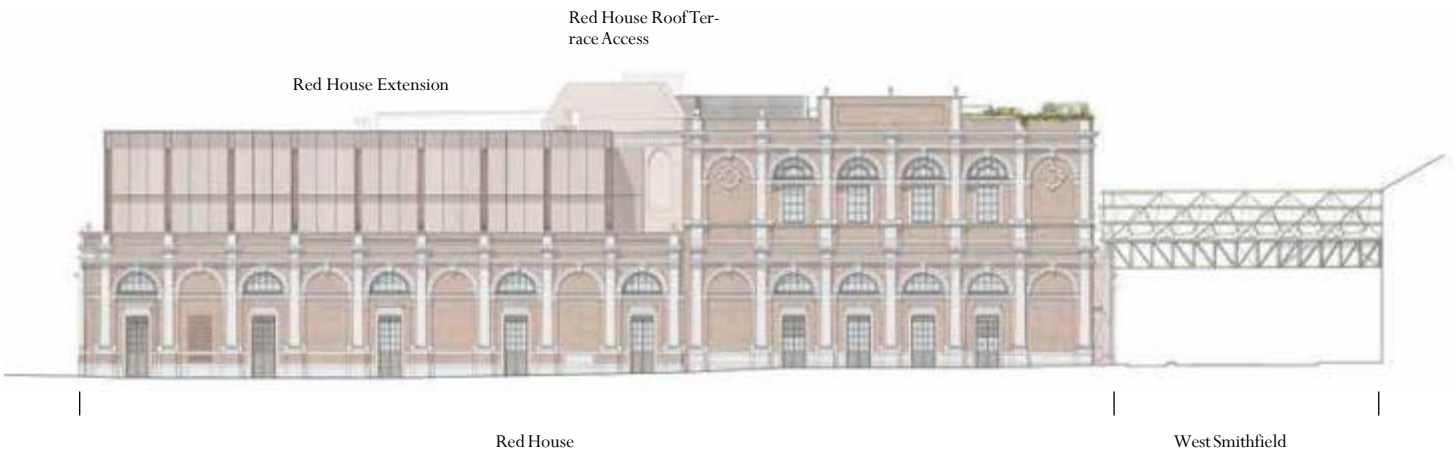 Red House Roof Ter-
race Access
Red House Extension
Red House
West Smithfield